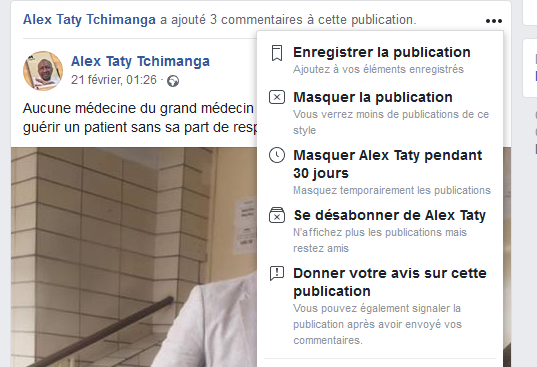 Alex Taty Tchimanga a ajouté 3 commentaires à cette publication.
Alex Taty Tchimanga
21 février, 01:26 ·
Aucune médecine du grand médecin
guérir un patient sans sa part de
Enregistrer la publication
Ajoutez à vos éléments enregistrés
Masquer la publication
Vous verrez moins de publications de ce
style
Masquer Alex Taty pendant
30 jours
Masquez temporairement les publications
Se désabonner de Alex Taty
N'affichez plus les publications mais
restez amis
Donner votre avis sur cette
publication
Vous pouvez également signaler la
publication après avoir envoyé vos
commentaires.